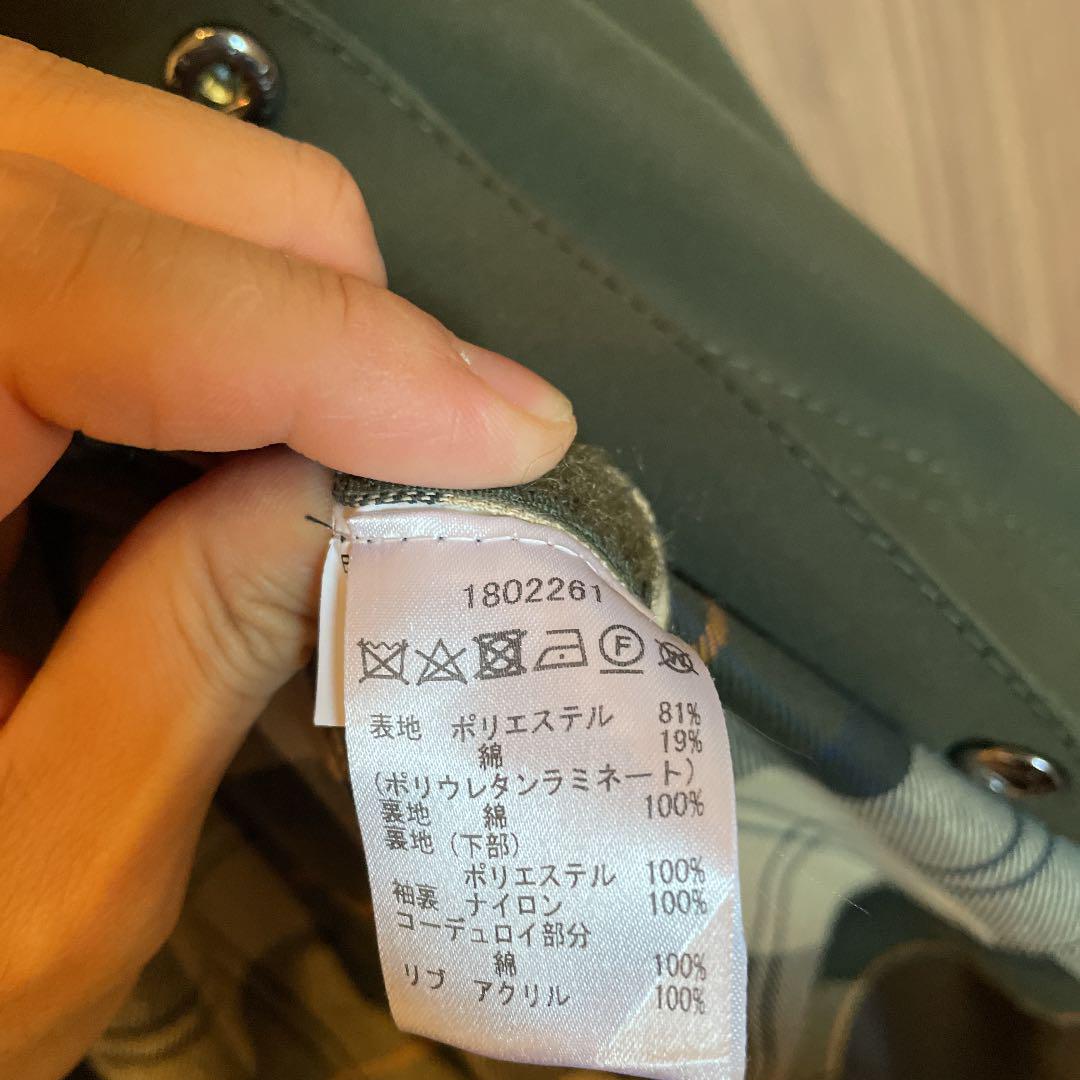 1802261
F W
表地 ポリエステル 81%
綿 19%
(ポリウレタンラミネート)
裏地 綿 100%
裏地 (下部)
ポリエステル 100%
袖裏 ナイロン 100%
コーデュロイ部分
綿 100%
リブ アクリル 100%